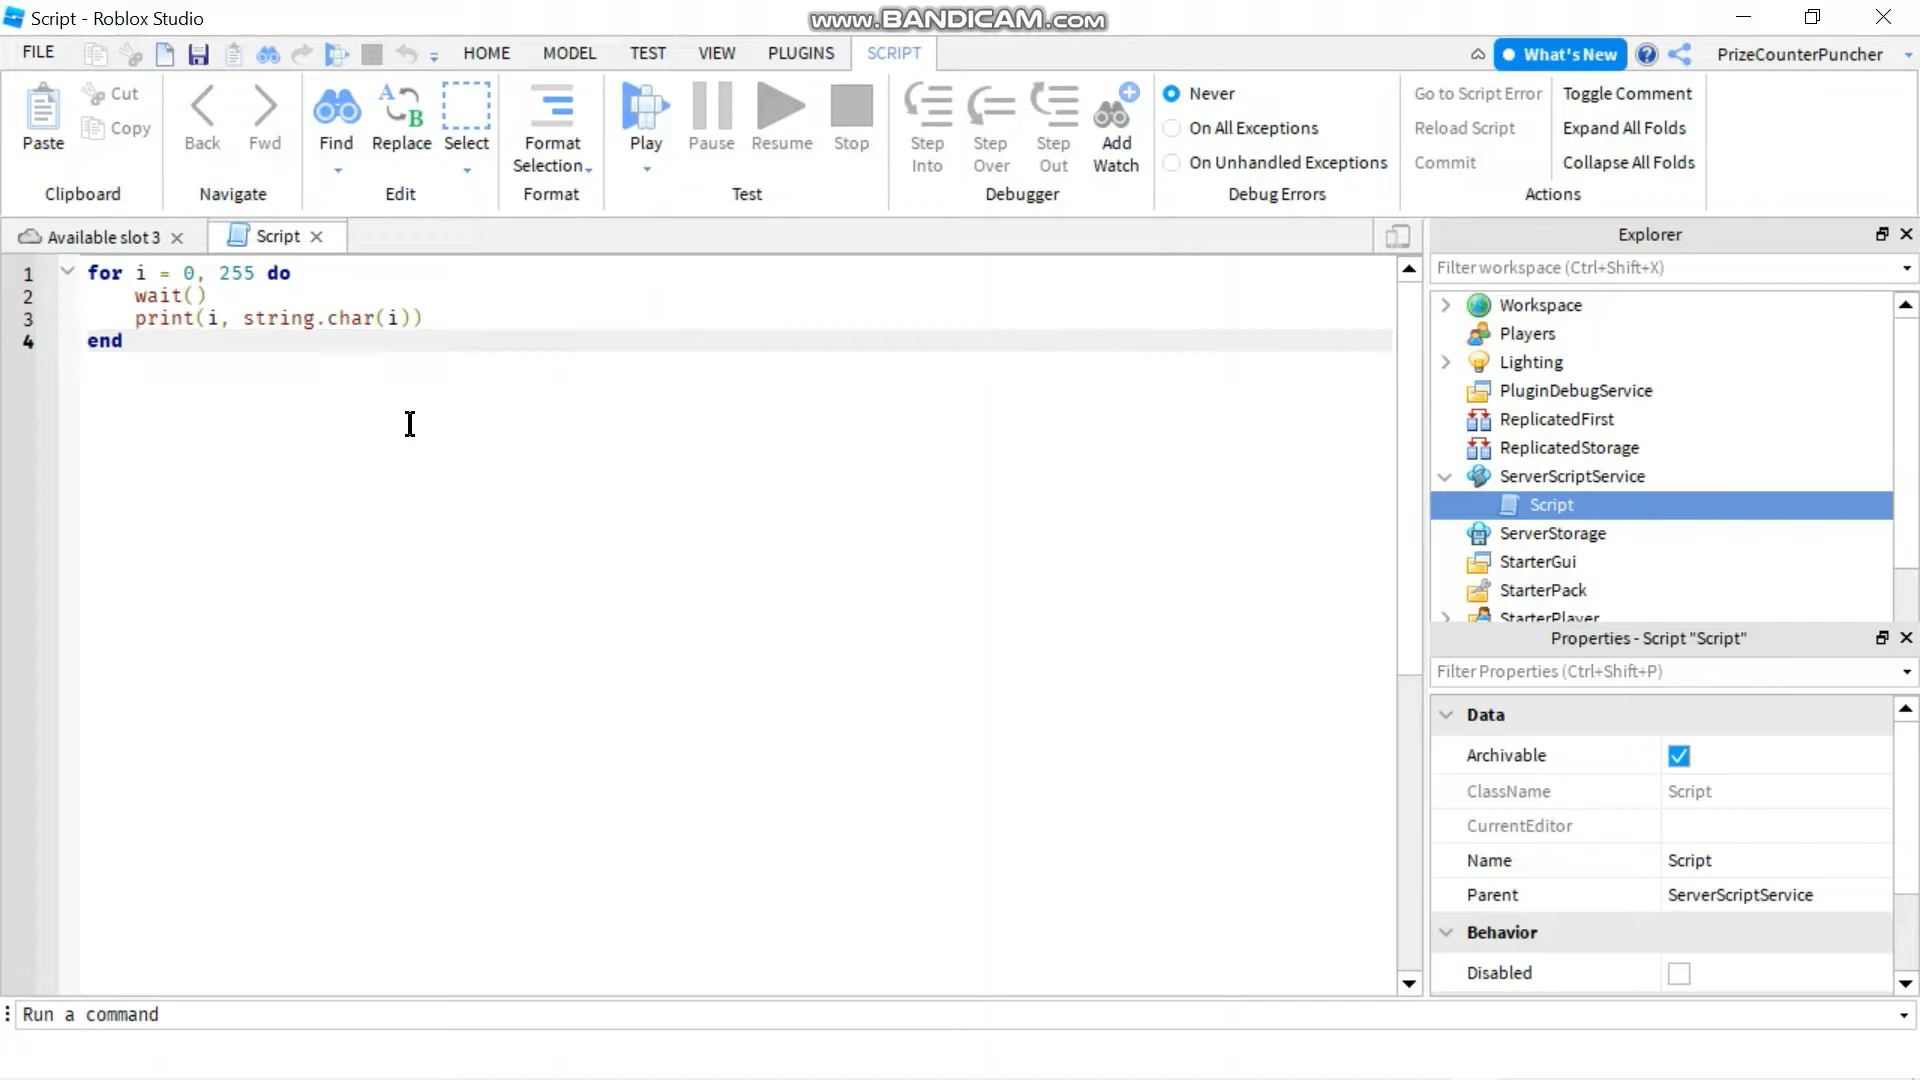 Script - Roblox Studio
www.BANDICAM.com
FILE
HOME
MODEL
TEST
VIEW
PLUGINS
SCRIPT
What's New
PrizeCounterPuncher
Paste
Cut
Copy
Clipboard
Back
Fwd
Navigate
Find
Replace
Select
Edit
Format
Selection
Format
Play
Pause
Resume
Stop
Test
Step
Into
Step
Over
Step
Out
Add
Watch
Debugger
Never
On All Exceptions
On Unhandled Exceptions
Debug Errors
Go to Script Error
Reload Script
Commit
Toggle Comment
Expand All Folds
Collapse All Folds
Actions
Available slot 3
Script
1 for i = 0, 255 do
2 wait()
3 print(i, string.char(i))
4 end
Explorer
Filter workspace (Ctrl+Shift+X)
Workspace
Players
Lighting
PluginDebugService
ReplicatedFirst
ReplicatedStorage
ServerScriptService
Script
ServerStorage
StarterGui
StarterPack
StarterPlayer
Properties - Script "Script"
Filter Properties (Ctrl+Shift+P)
Data
Archivable
ClassName Script
CurrentEditor
Name Script
Parent ServerScriptService
Behavior
Disabled
Run a command